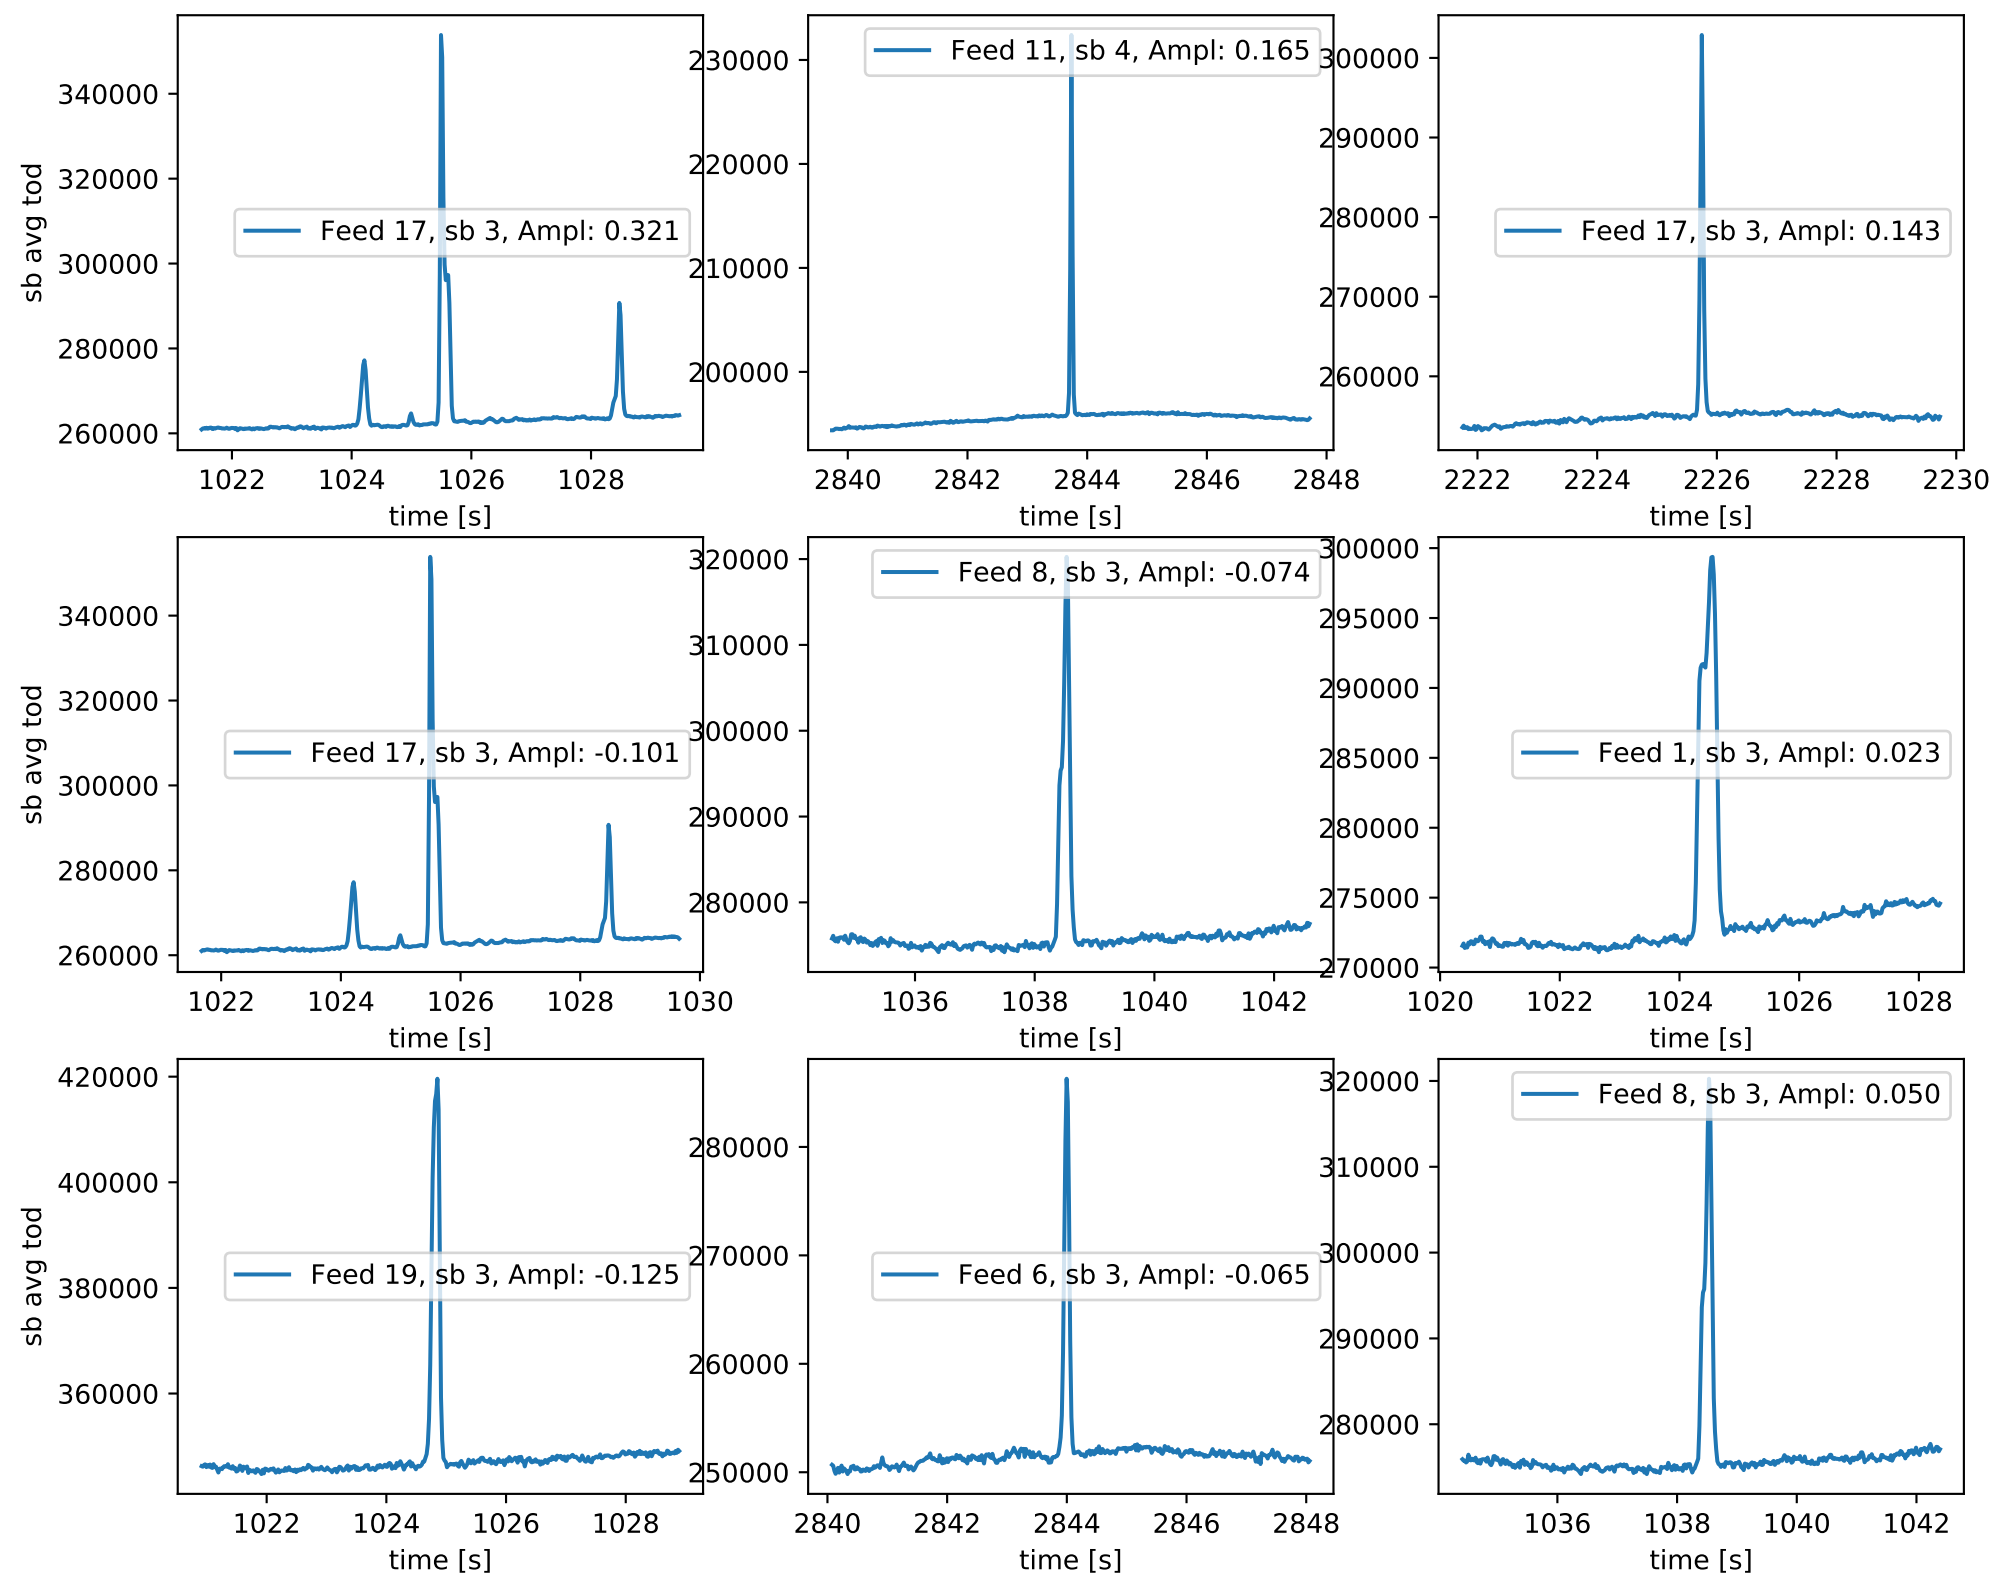 340000
320000
300000
280000
260000
sb avg tod
Feed 17, sb 3, Ampl: 0.321
1022 1024 1026 1028
time [s]
230000
220000
210000
200000
Feed 11, sb 4, Ampl: 0.165
2840 2842 2844 2846 2848
time [s]
300000
290000
280000
270000
260000
Feed 17, sb 3, Ampl: 0.143
2222 2224 2226 2228 2230
time [s]
340000
320000
300000
280000
260000
sb avg tod
Feed 17, sb 3, Ampl: -0.101
1022 1024 1026 1028 1030
time [s]
320000
310000
300000
290000
280000
Feed 8, sb 3, Ampl: -0.074
1036 1038 1040 1042
time [s]
300000
295000
290000
285000
280000
275000
270000
Feed 1, sb 3, Ampl: 0.023
1020 1022 1024 1026 1028
time [s]
420000
400000
380000
360000
sb avg tod
Feed 19, sb 3, Ampl: -0.125
1022 1024 1026 1028
time [s]
280000
270000
260000
250000
Feed 6, sb 3, Ampl: -0.065
2840 2842 2844 2846 2848
time [s]
320000
310000
300000
290000
280000
Feed 8, sb 3, Ampl: 0.050
1036 1038 1040 1042
time [s]